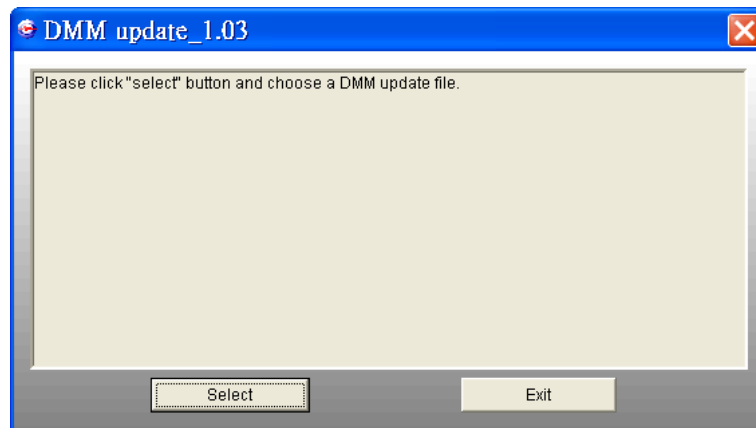 DMM update_1.03
Please click "select" button and choose a DMM update file.
Select
Exit